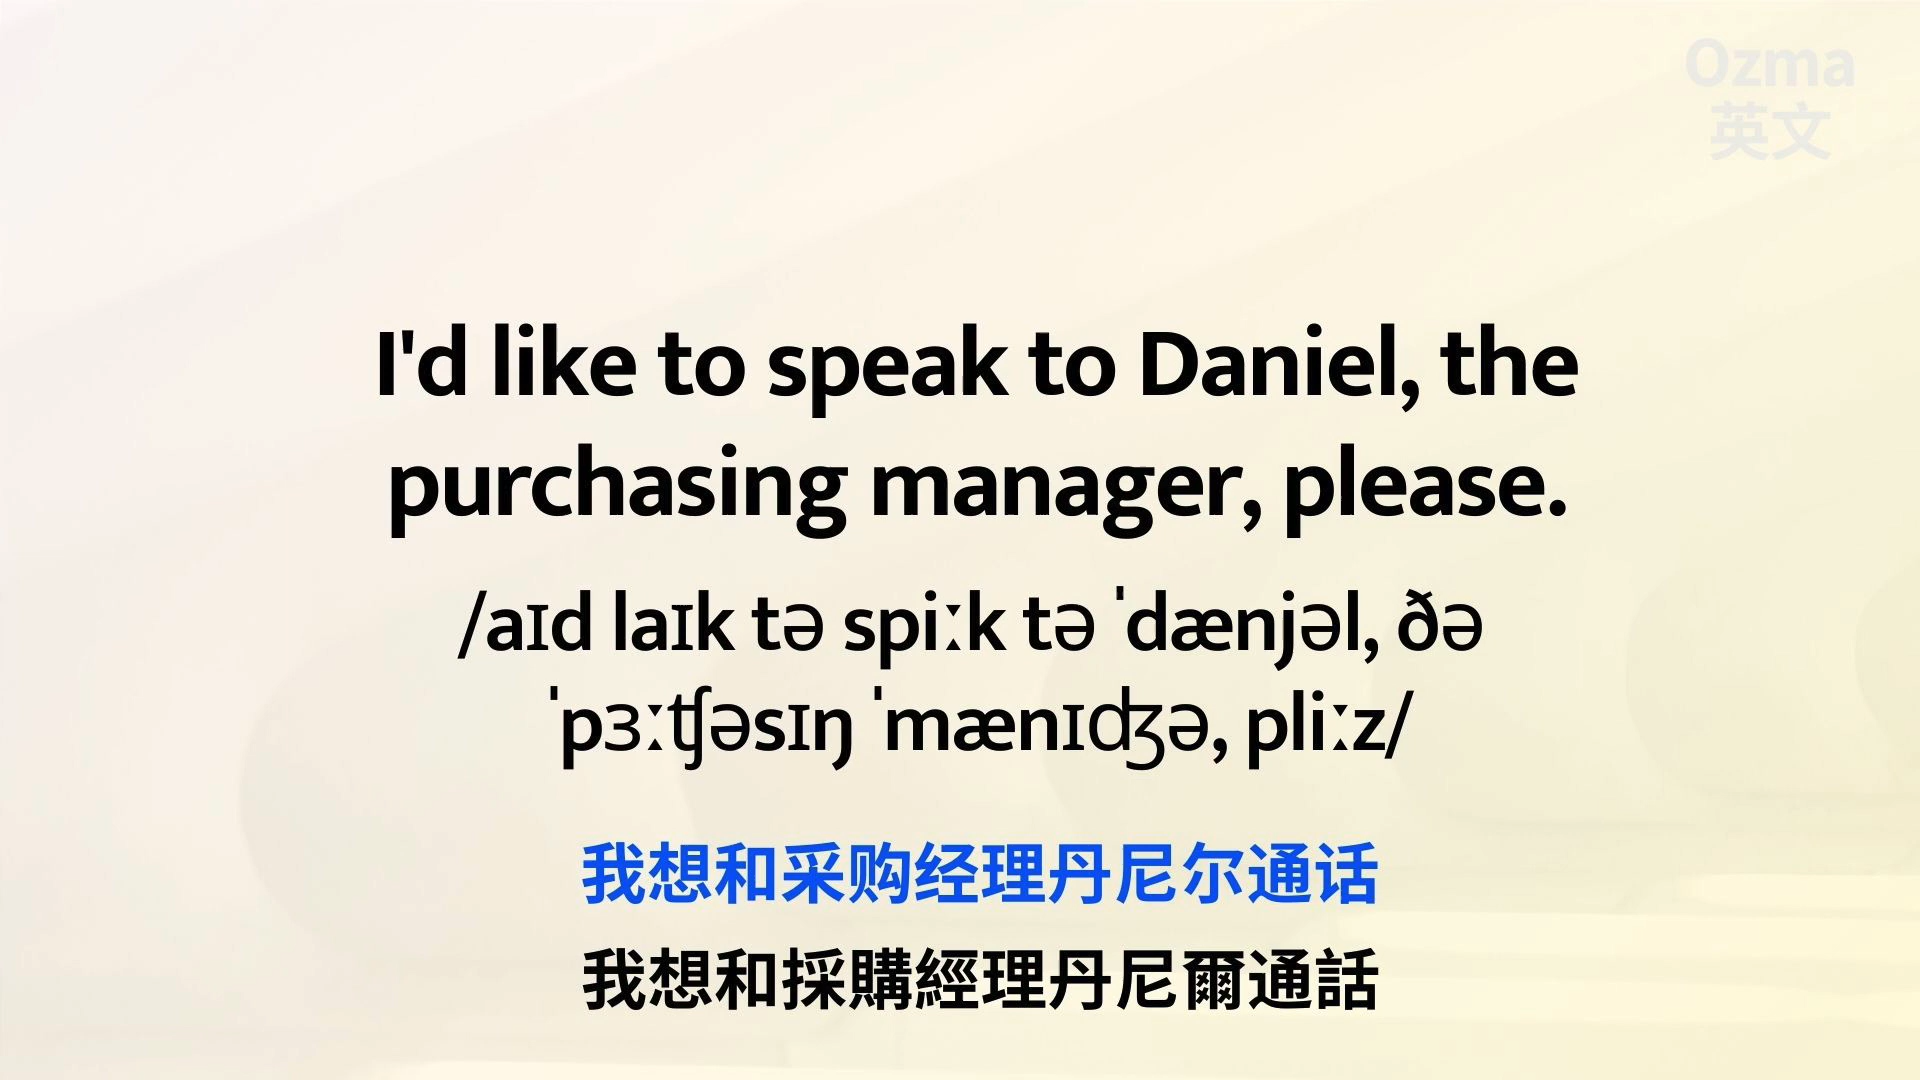 Ozma
英文
I'd like to speak to Daniel, the
purchasing manager, please.
/aɪd laɪk tə spiːk tə ˈdænjəl, ðə
ˈpɜːʧəsɪŋ ˈmænɪʤə, pliːz/
我想和采购经理丹尼尔通话
我想和採購經理丹尼爾通話